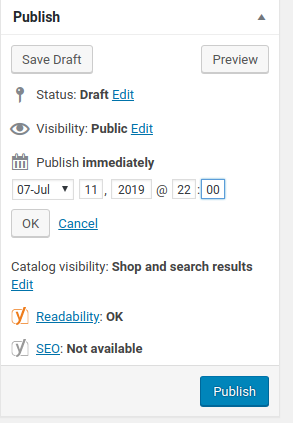 Publish
Save Draft Preview
Status: Draft Edit
Visibility: Public Edit
Publish immediately
07-Jul 11 , 2019 @ 22 : 00
OK Cancel
Catalog visibility: Shop and search results
Edit
Readability: OK
SEO: Not available
Publish